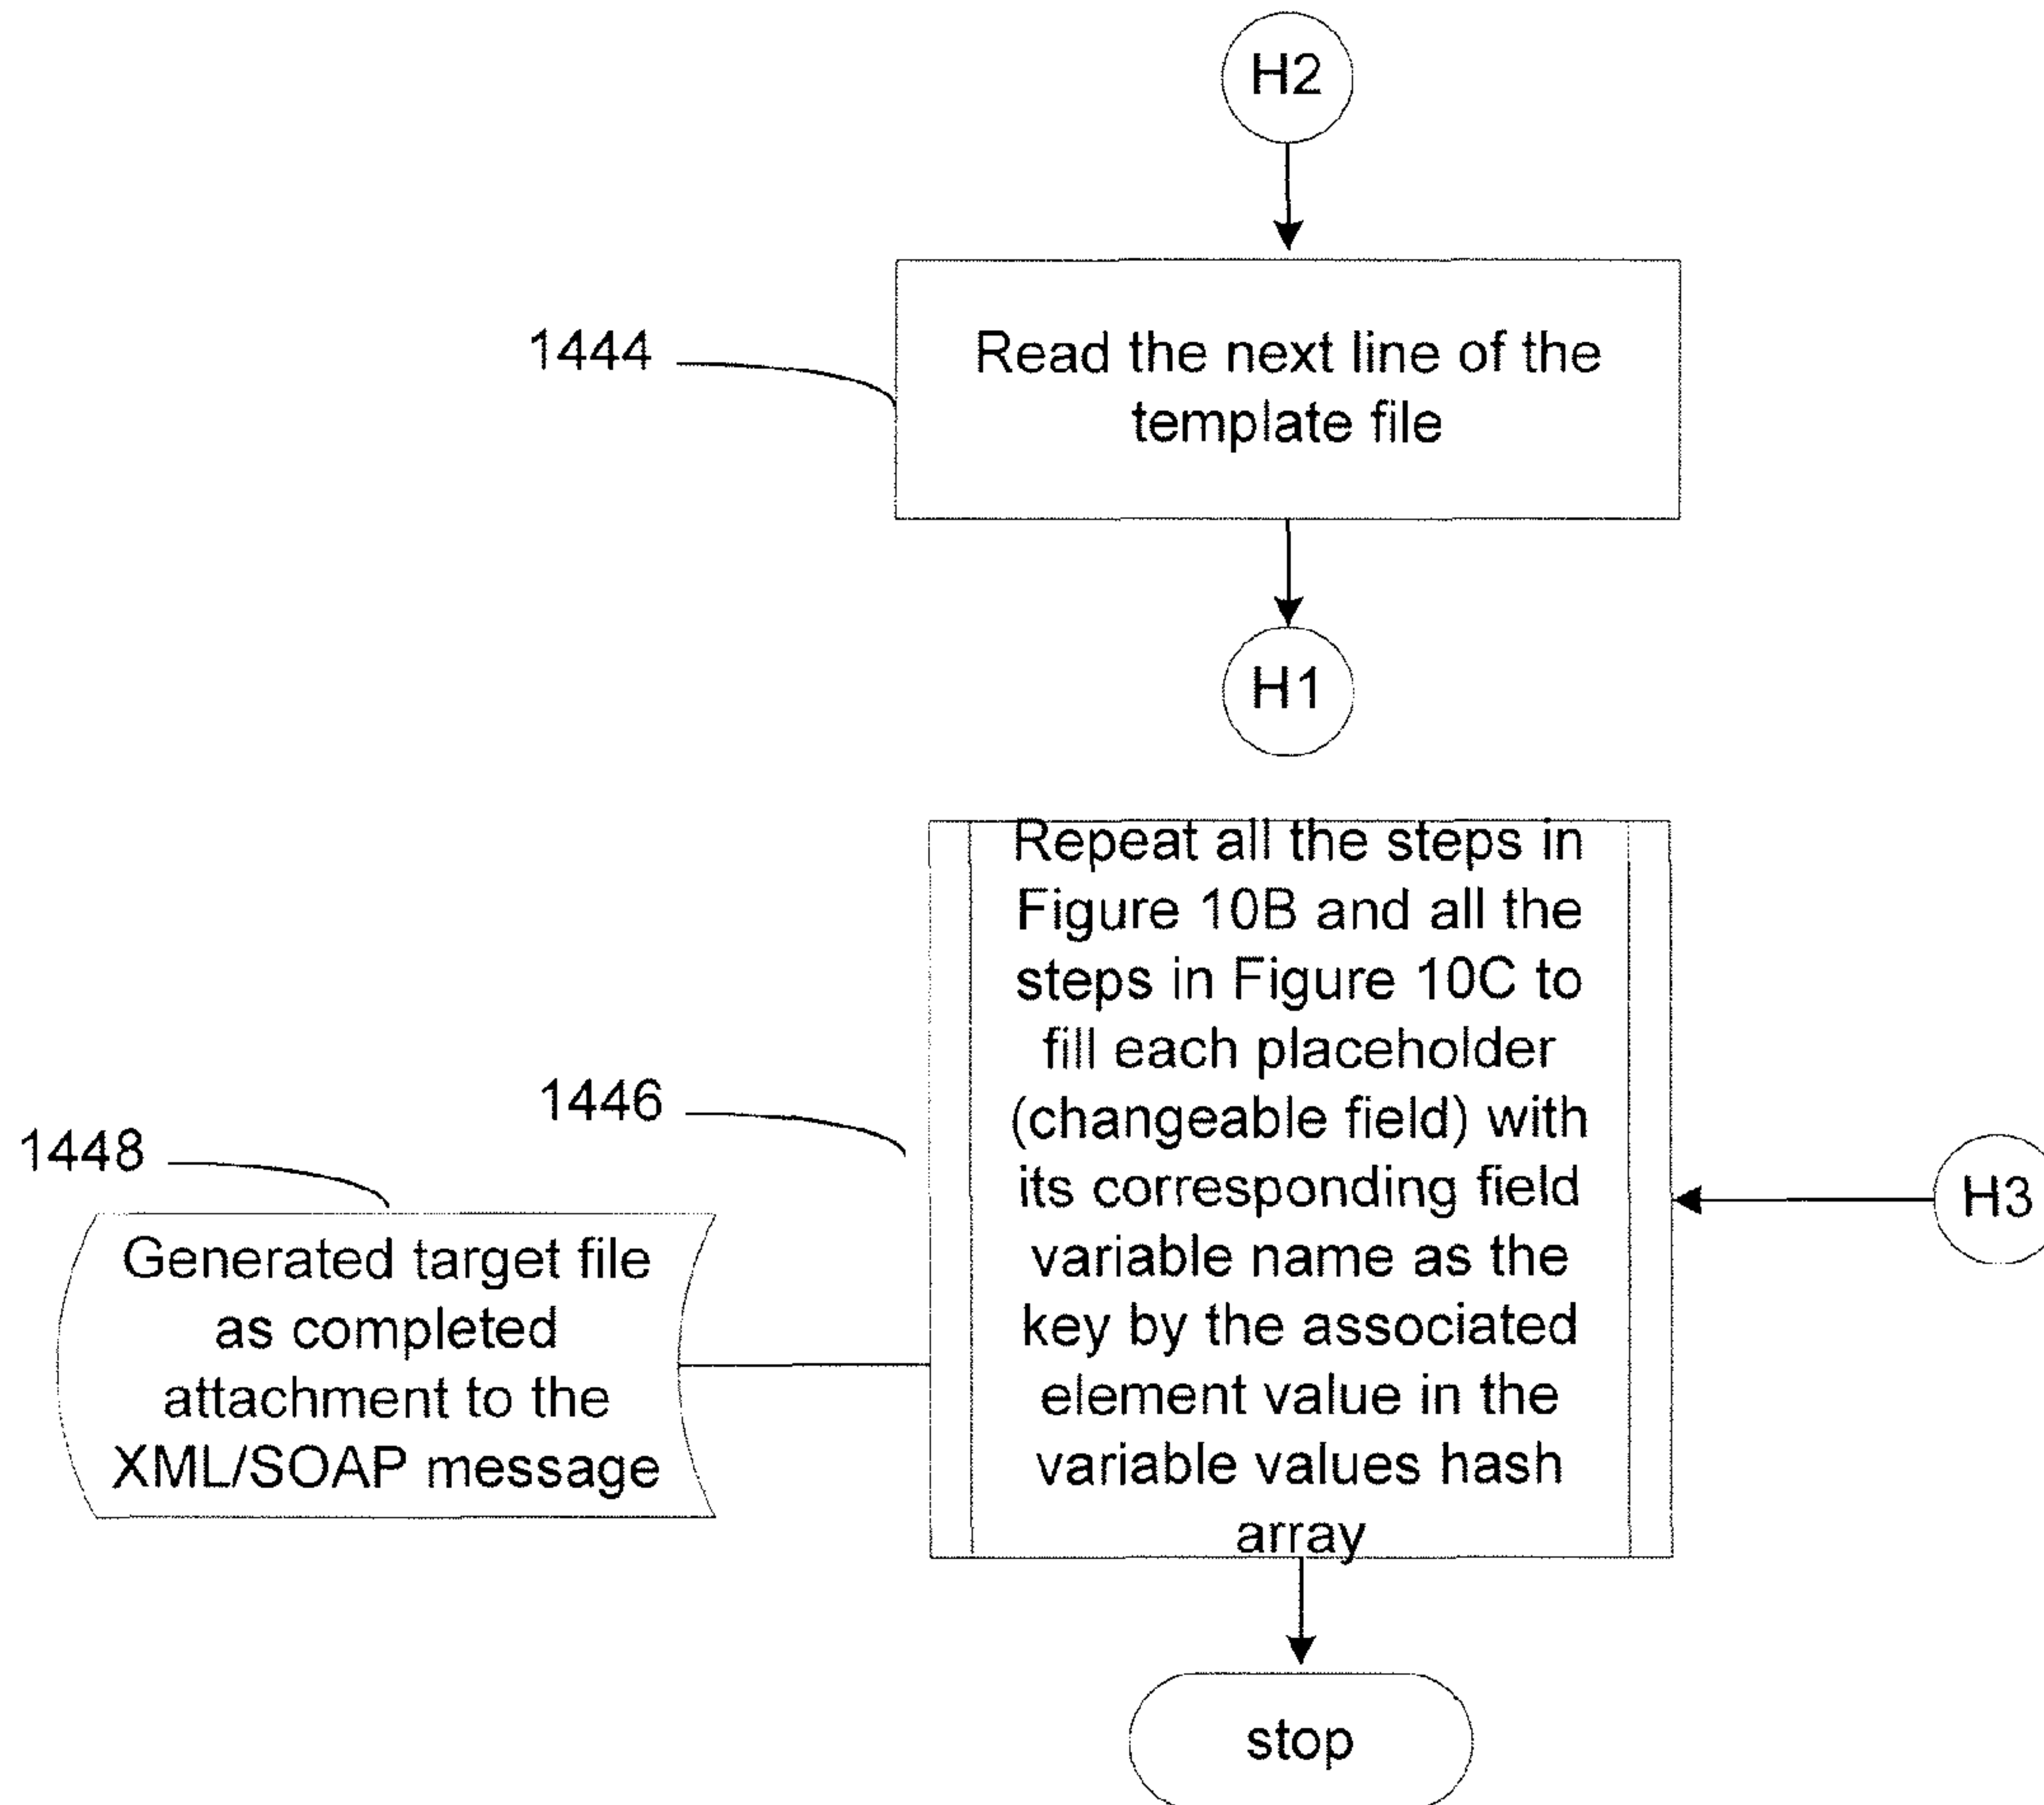 H2
1444
Read the next line of the
template file
H1
Repeat all the steps in
Figure 10B and all the
steps in Figure 10C to
fill each placeholder
(changeable field) with
its corresponding field
variable name as the
key by the associated
element value in the
variable values hash
array
1446
H3
1448
Generated target file
as completed
attachment to the
XML/SOAP message
stop